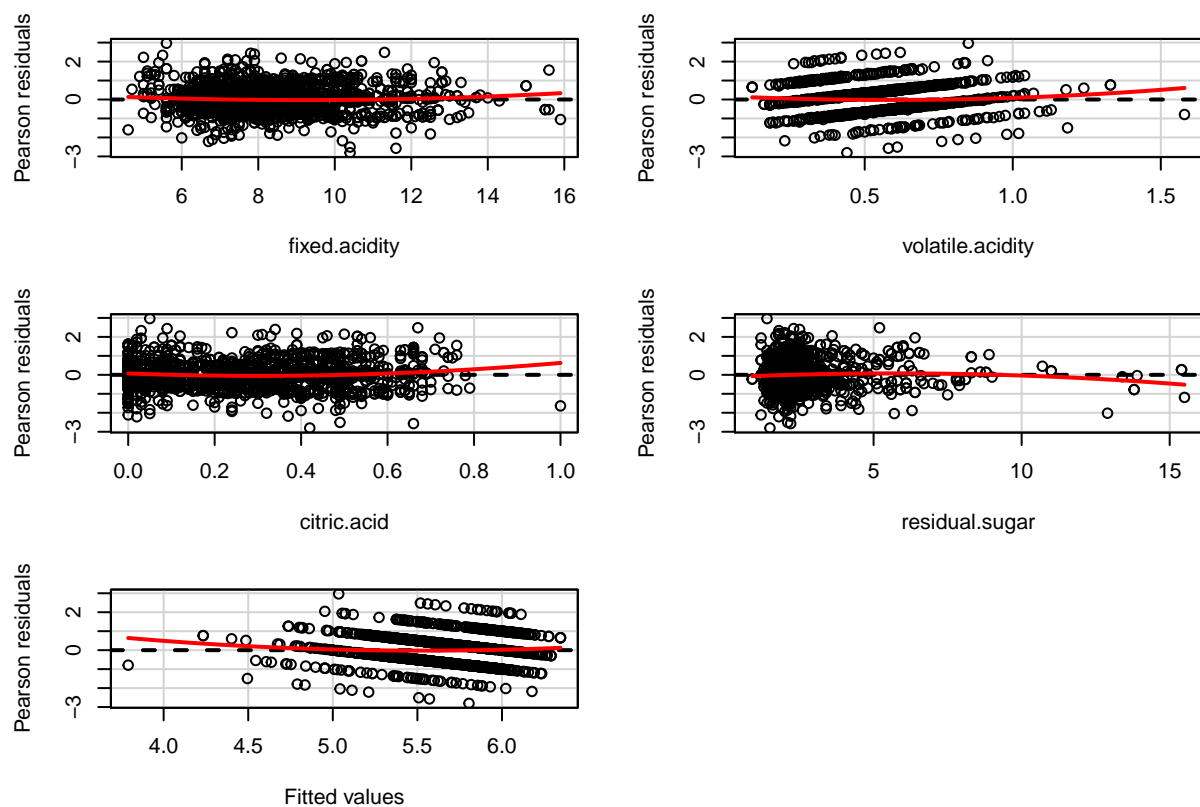 Pearson residuals
2
0
−3
6 8 10 12 14 16
fixed.acidity
Pearson residuals
2
0
−3
0.5 1.0 1.5
volatile.acidity
Pearson residuals
2
0
−3
0.0 0.2 0.4 0.6 0.8 1.0
citric.acid
Pearson residuals
2
0
−3
5 10 15
residual.sugar
Pearson residuals
2
0
−3
4.0 4.5 5.0 5.5 6.0
Fitted values